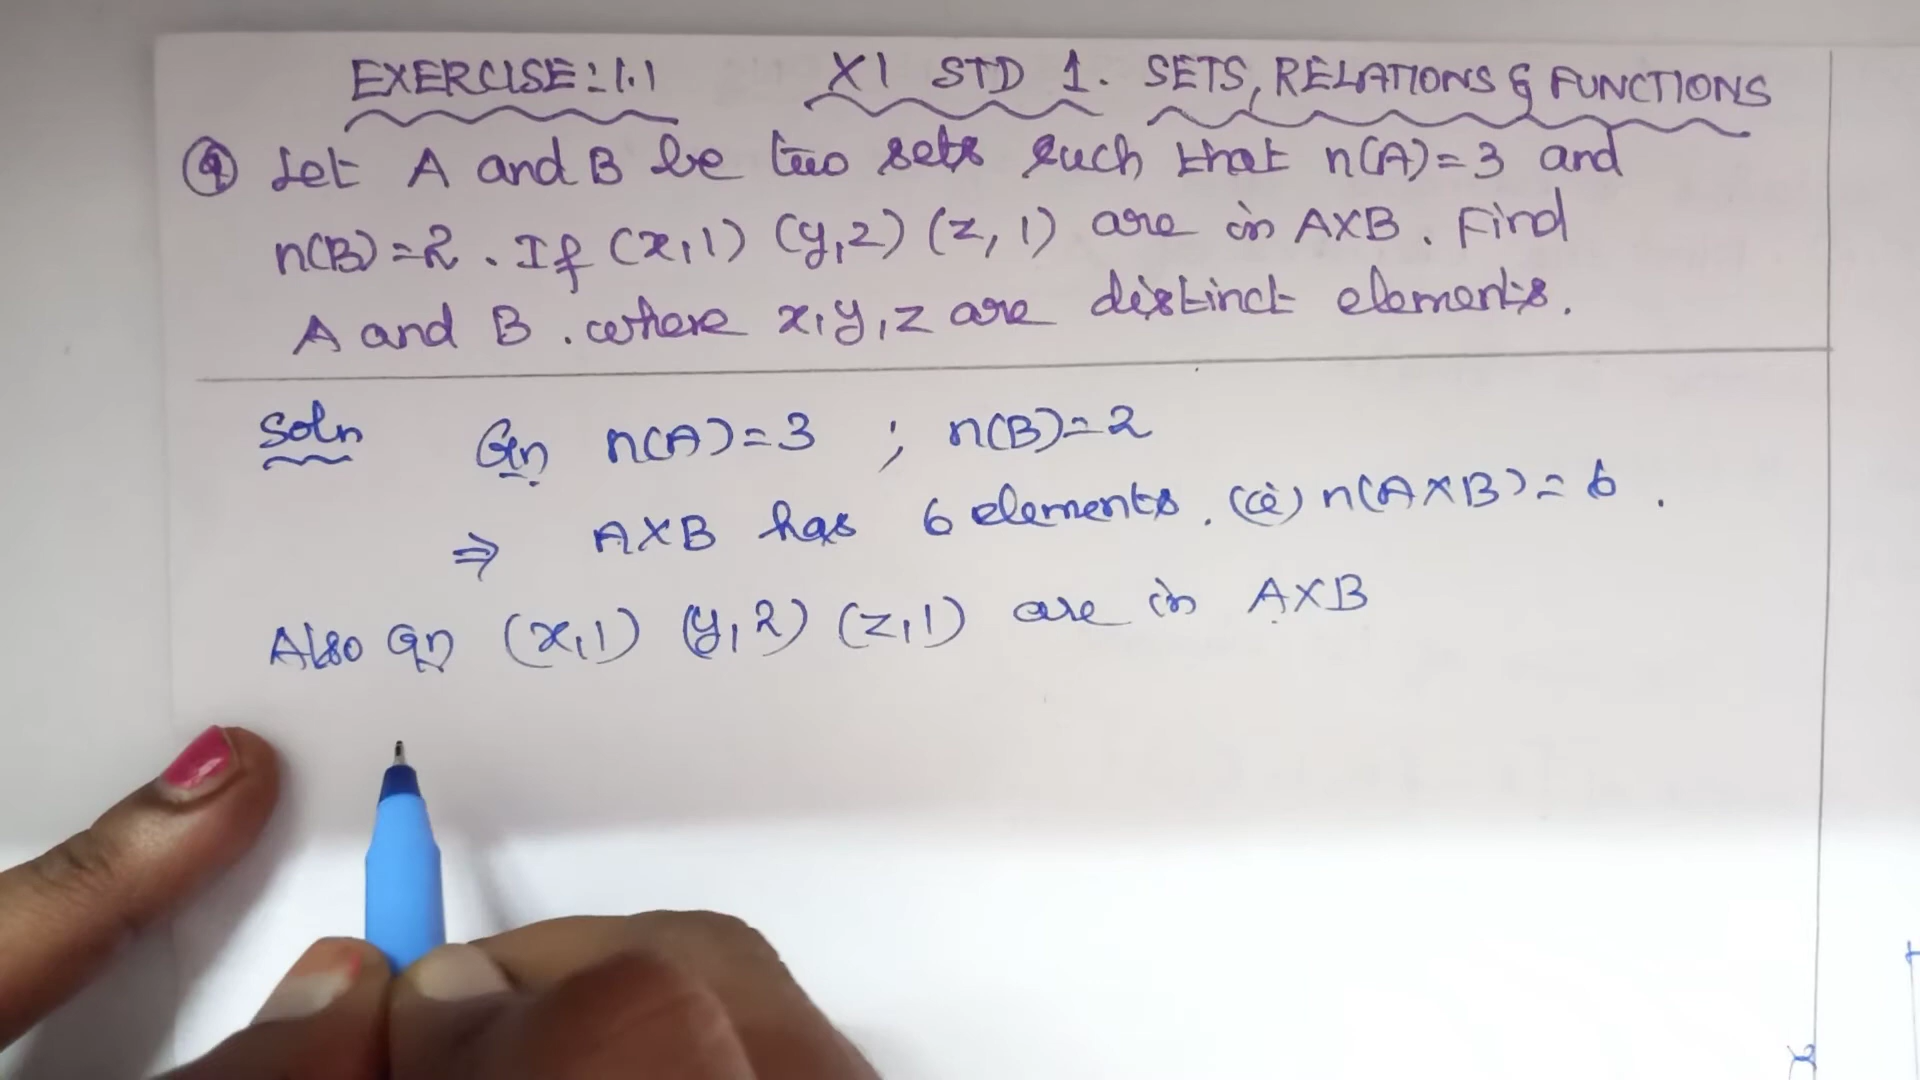 EXERCISE:1.1 XI STD 1. SETS, RELATIONS & FUNCTIONS
⑨ Let A and B be two sets such that n(A)=3 and
n(B)=2. If (x,1) (y,2) (z,1) are in A×B. Find
A and B. where x,y,z are distinct elements.
Soln Gn n(A)=3 ; n(B)=2
⇒ A×B has 6 elements. (ie) n(A×B)=6.
Also Gn (x,1) (y,2) (z,1) are in A×B